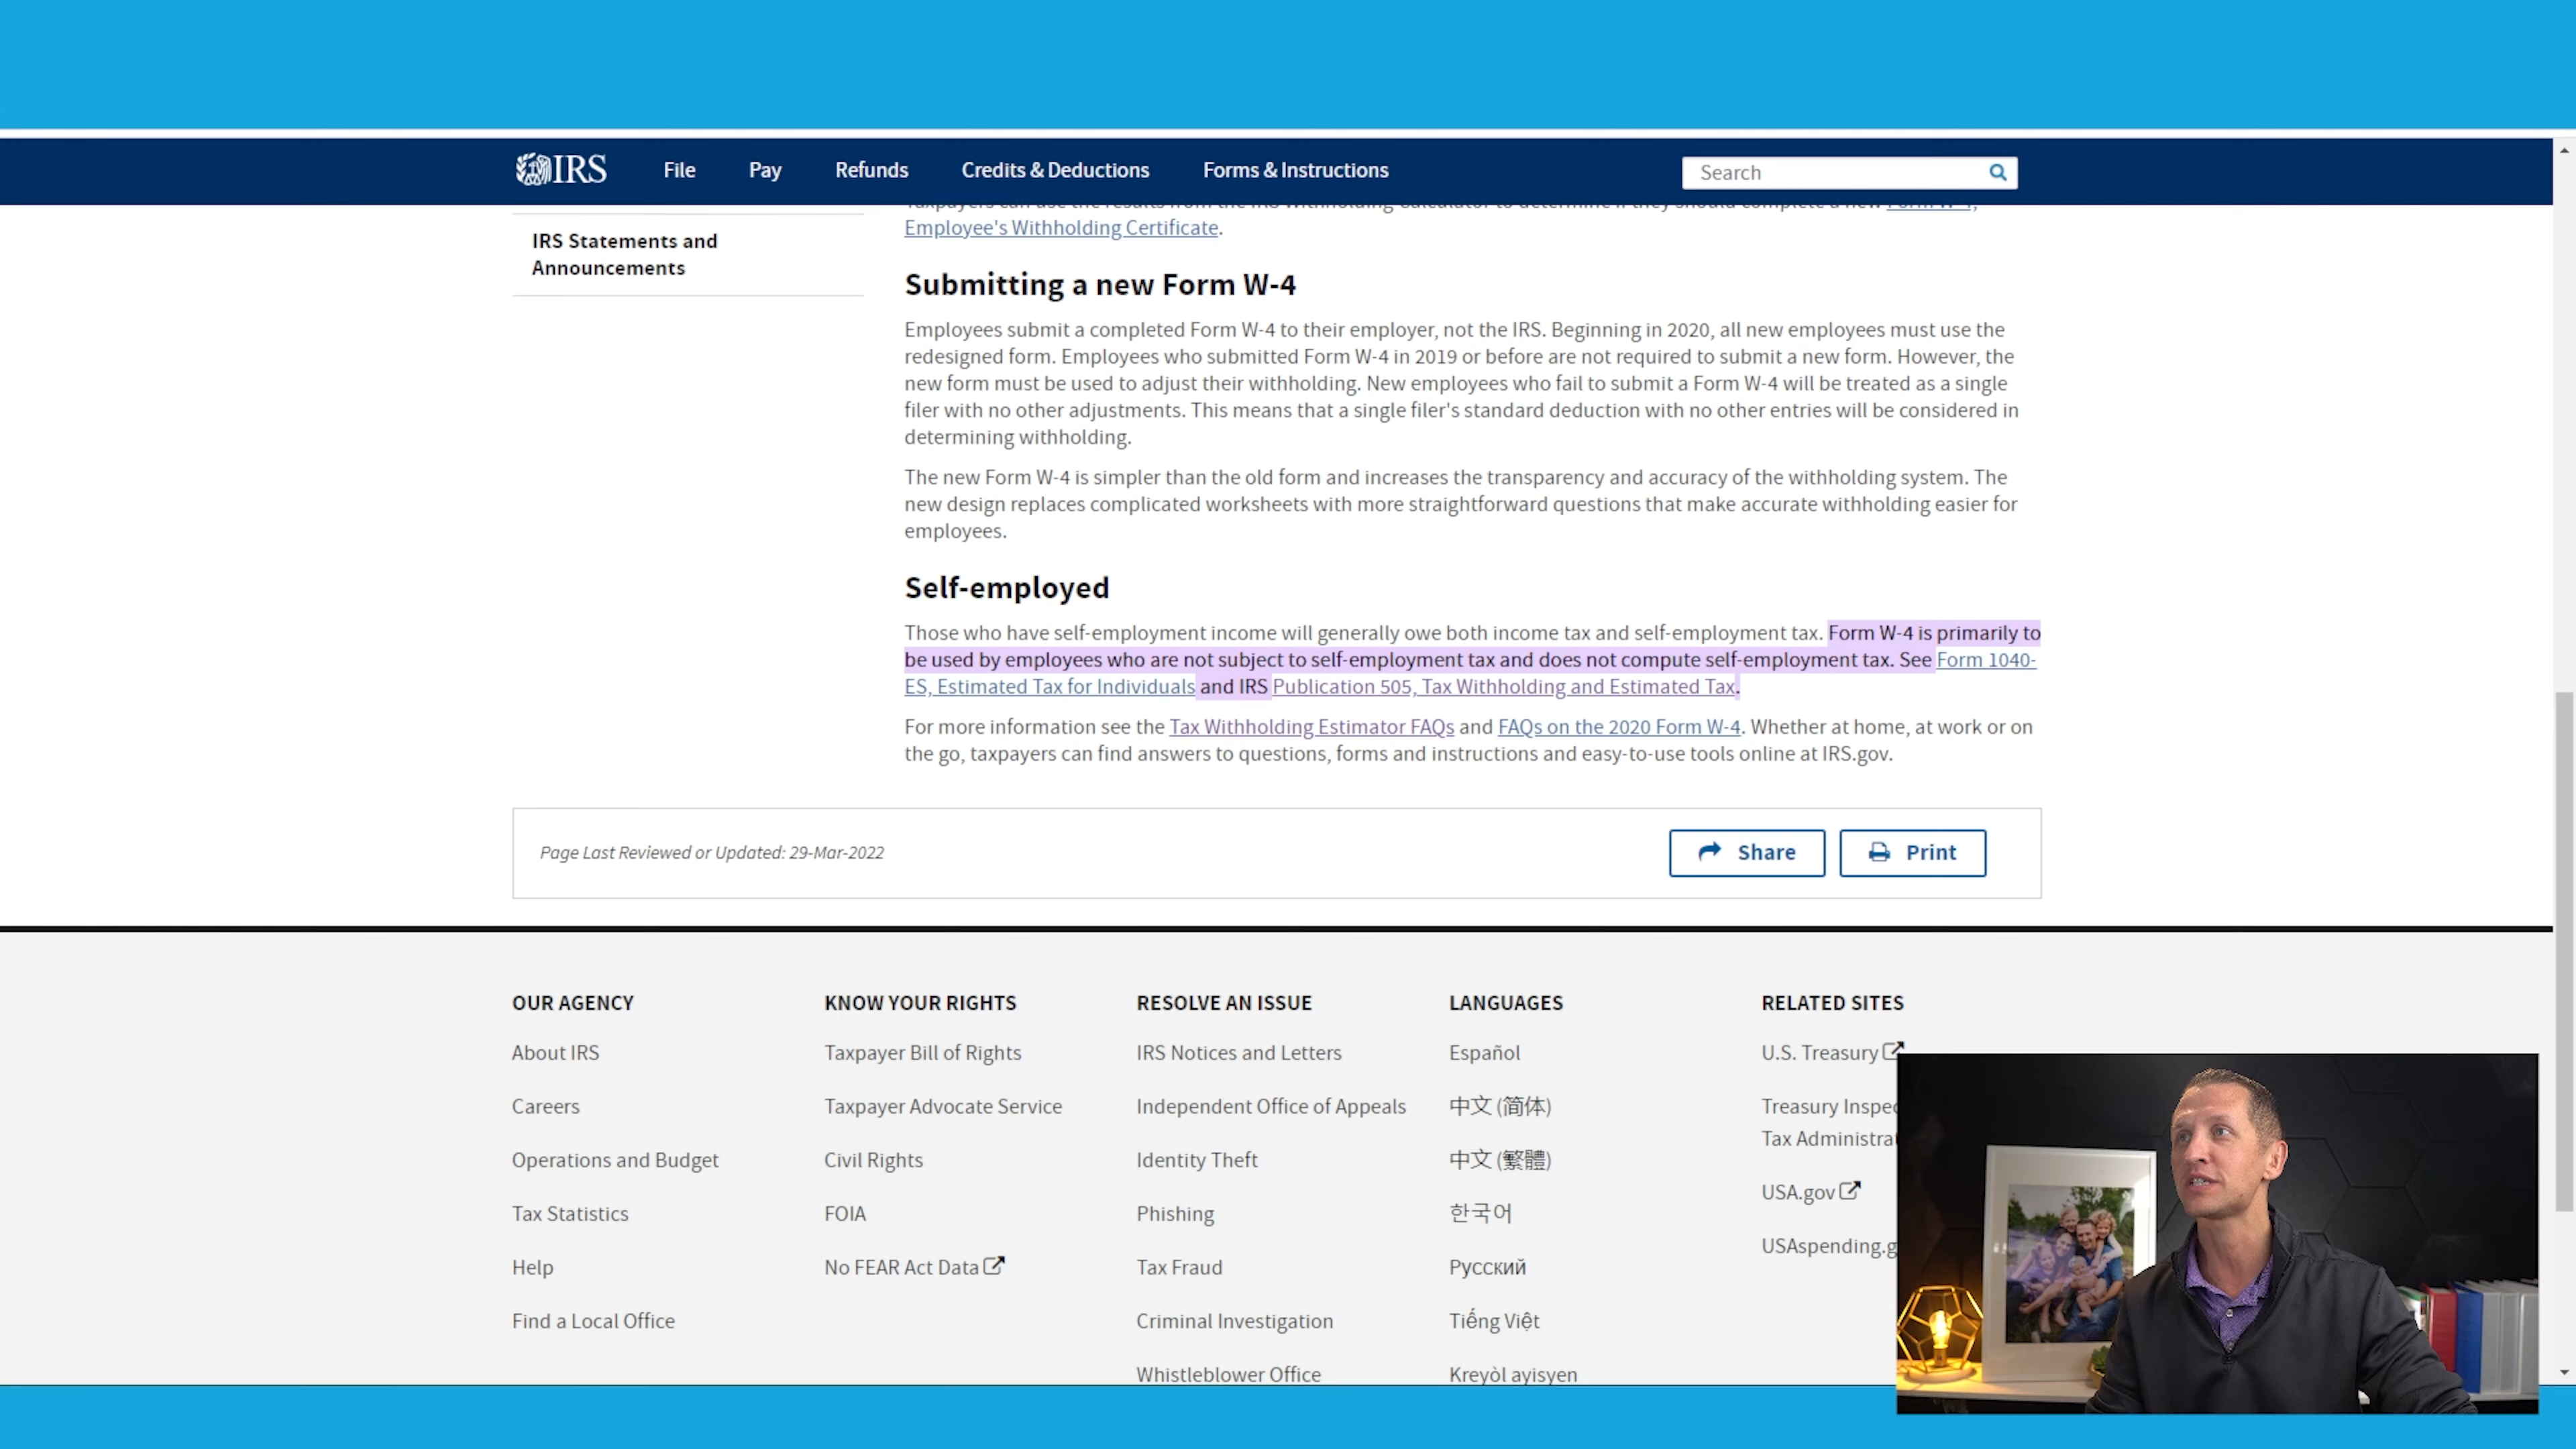 IRS
File
Pay
Refunds
Credits & Deductions
Forms & Instructions
Search
IRS Statements and
Announcements
Taxpayers can use the results from the IRS Withholding Calculator to determine if they should complete a new Form W-4,
Employee's Withholding Certificate.
Submitting a new Form W-4
Employees submit a completed Form W-4 to their employer, not the IRS. Beginning in 2020, all new employees must use the
redesigned form. Employees who submitted Form W-4 in 2019 or before are not required to submit a new form. However, the
new form must be used to adjust their withholding. New employees who fail to submit a Form W-4 will be treated as a single
filer with no other adjustments. This means that a single filer's standard deduction with no other entries will be considered in
determining withholding.
The new Form W-4 is simpler than the old form and increases the transparency and accuracy of the withholding system. The
new design replaces complicated worksheets with more straightforward questions that make accurate withholding easier for
employees.
Self-employed
Those who have self-employment income will generally owe both income tax and self-employment tax. Form W-4 is primarily to
be used by employees who are not subject to self-employment tax and does not compute self-employment tax. See Form 1040-
ES, Estimated Tax for Individuals and IRS Publication 505, Tax Withholding and Estimated Tax.
For more information see the Tax Withholding Estimator FAQs and FAQs on the 2020 Form W-4. Whether at home, at work or on
the go, taxpayers can find answers to questions, forms and instructions and easy-to-use tools online at IRS.gov.
Page Last Reviewed or Updated: 29-Mar-2022
Share
Print
OUR AGENCY
About IRS
Careers
Operations and Budget
Tax Statistics
Help
Find a Local Office
KNOW YOUR RIGHTS
Taxpayer Bill of Rights
Taxpayer Advocate Service
Civil Rights
FOIA
No FEAR Act Data
RESOLVE AN ISSUE
IRS Notices and Letters
Independent Office of Appeals
Identity Theft
Phishing
Tax Fraud
Criminal Investigation
Whistleblower Office
LANGUAGES
Español
中文 (简体)
中文 (繁體)
한국어
Русский
Tiếng Việt
Kreyòl ayisyen
RELATED SITES
U.S. Treasury
Treasury Inspec
Tax Administra
USA.gov
USAspending.g